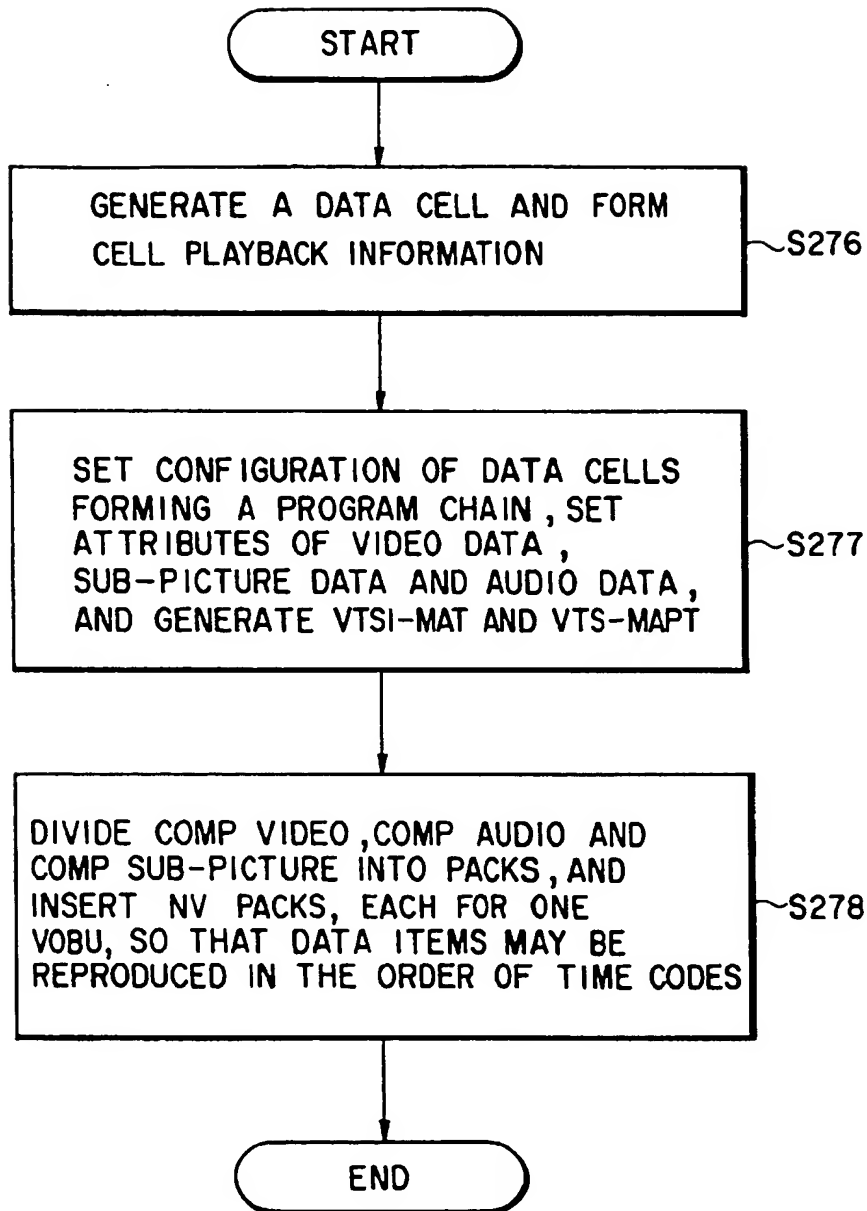 START
GENERATE A DATA CELL AND FORM
CELL PLAYBACK INFORMATION
S276
SET CONFIGURATION OF DATA CELLS
FORMING A PROGRAM CHAIN, SET
ATTRIBUTES OF VIDEO DATA,
SUB-PICTURE DATA AND AUDIO DATA,
AND GENERATE VTSI-MAT AND VTS-MAPT
S277
DIVIDE COMP VIDEO, COMP AUDIO AND
COMP SUB-PICTURE INTO PACKS, AND
INSERT NV PACKS, EACH FOR ONE
VOBU, SO THAT DATA ITEMS MAY BE
REPRODUCED IN THE ORDER OF TIME CODES
S278
END